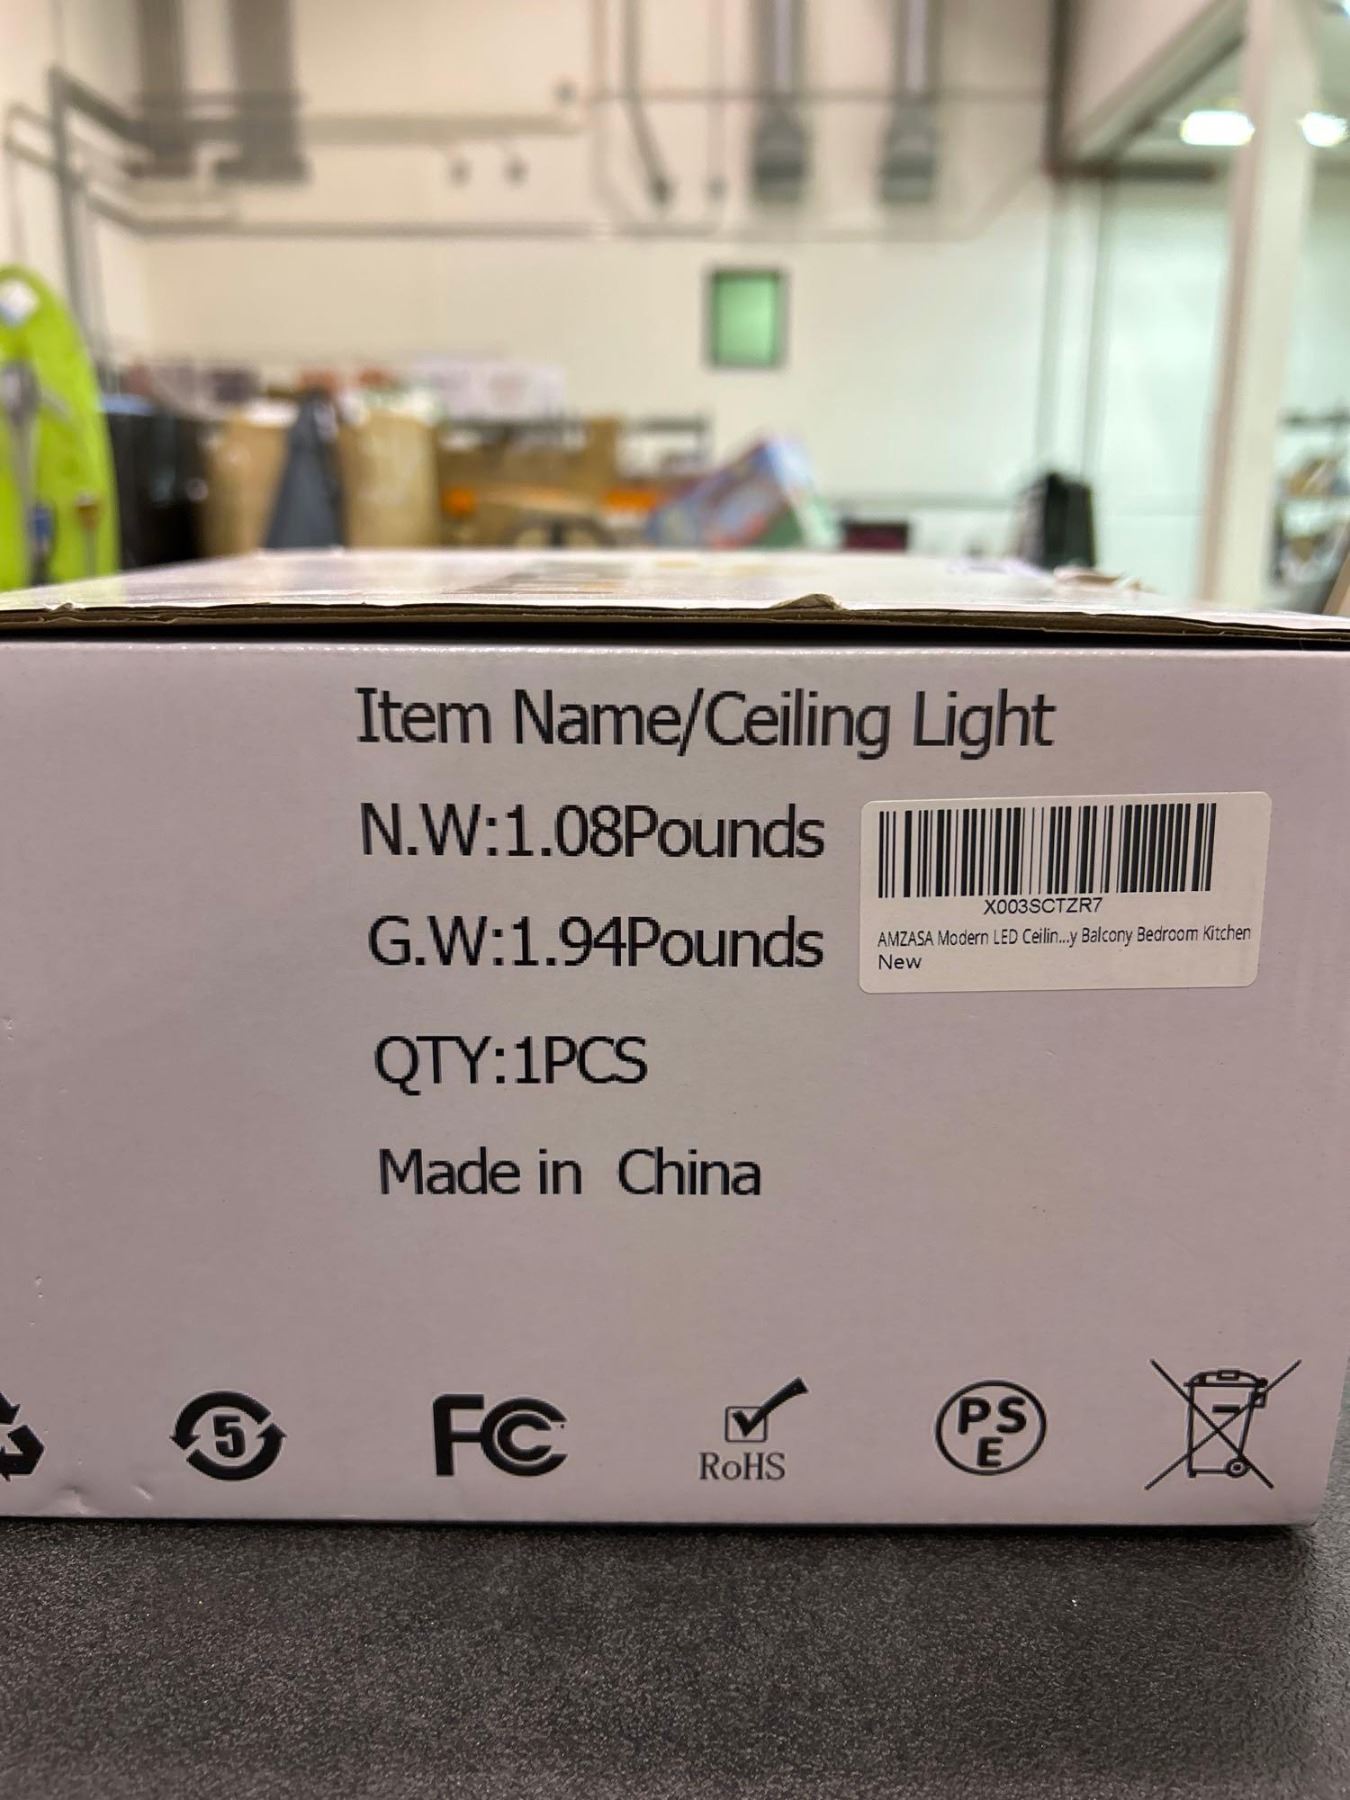 Item Name/Ceiling Light
N.W:1.08Pounds
G.W:1.94Pounds
QTY:1PCS
Made in China
X003SCTZR7
AMZASA Modern LED Ceilin...y Balcony Bedroom Kitchen
New
5
FC
RoHS
PS
E